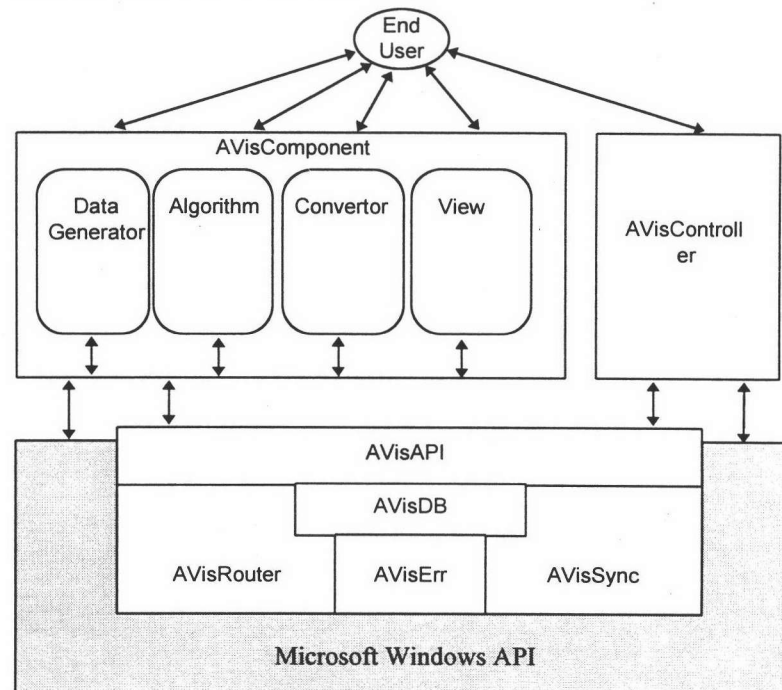 End
User
AVisComponent
Data
Generator
Algorithm
Convertor
View
AVisControll
er
AVisAPI
AVisDB
AVisRouter
AVisErr
AVisSync
Microsoft Windows API